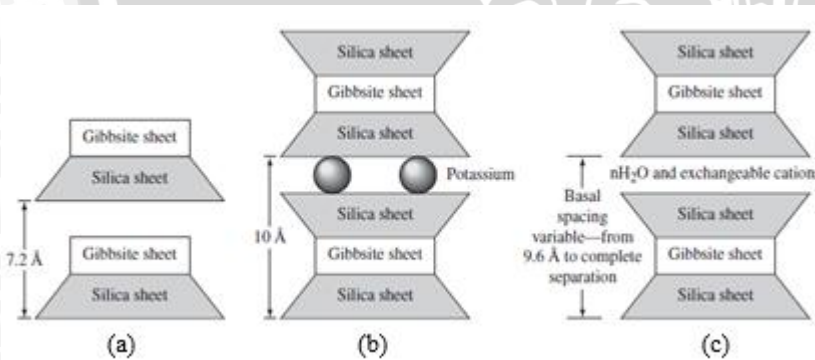 Gibbsite sheet
Silica sheet
7.2 Å
Gibbsite sheet
Silica sheet
(a)
Silica sheet
Gibbsite sheet
Silica sheet
Potassium
10 Å
Silica sheet
Gibbsite sheet
Silica sheet
(b)
Silica sheet
Gibbsite sheet
Silica sheet
nH₂O and exchangeable cation
Basal
spacing
variable—from
9.6 Å to complete
separation
Silica sheet
Gibbsite sheet
Silica sheet
(c)